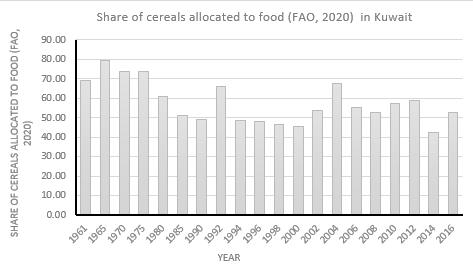 Share of cereals allocated to food (FAO, 2020)  in Kuwait
SHARE OF CEREALS ALLOCATED TO FOOD (FAO,
2020)
90.00
80.00
70.00
60.00
50.00
40.00
30.00
20.00
10.00
0.00
1961 1965 1970 1975 1980 1985 1990 1992 1994 1996 1998 2000 2002 2004 2006 2008 2010 2012 2014 2016
YEAR